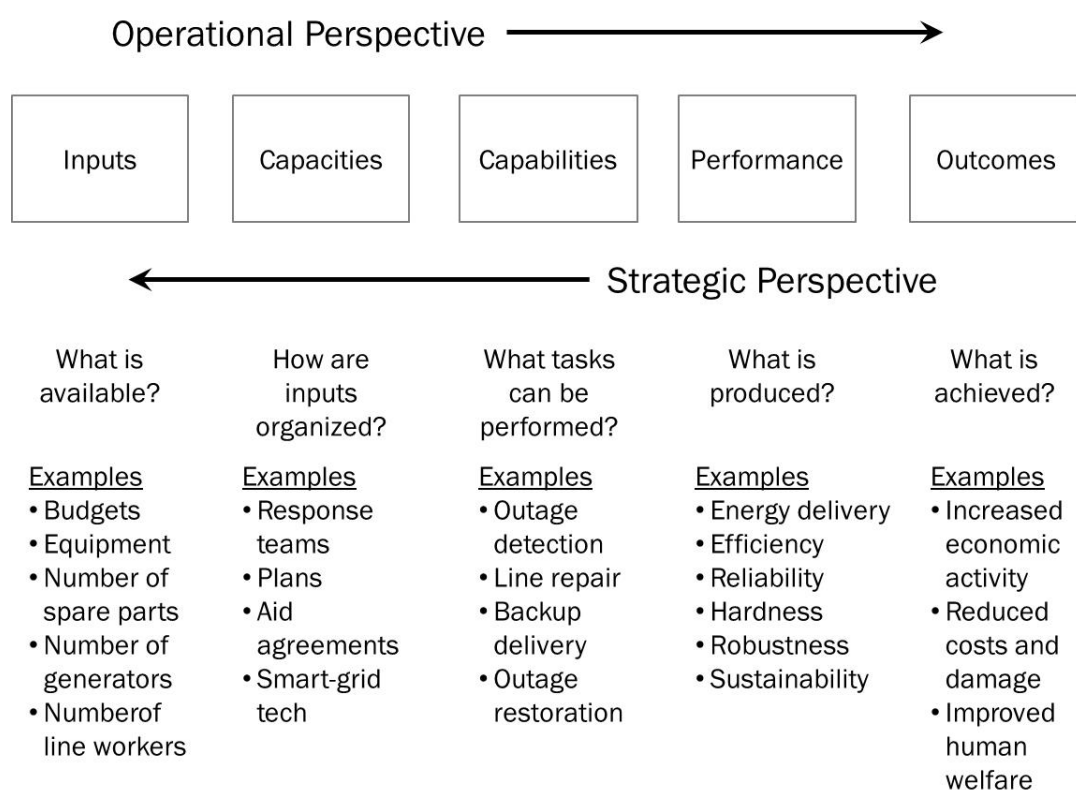 Operational Perspective
Inputs
Capacities
Capabilities
Performance
Outcomes
Strategic Perspective
What is
available?
How are
inputs
organized?
What tasks
can be
performed?
What is
produced?
What is
achieved?
Examples
• Budgets
• Equipment
• Number of
spare parts
• Number of
generators
• Numberof
line workers
Examples
• Response
teams
• Plans
• Aid
agreements
• Smart-grid
tech
Examples
• Outage
detection
• Line repair
• Backup
delivery
• Outage
restoration
Examples
• Energy delivery
• Efficiency
• Reliability
• Hardness
• Robustness
• Sustainability
Examples
• Increased
economic
activity
• Reduced
costs and
damage
• Improved
human
welfare